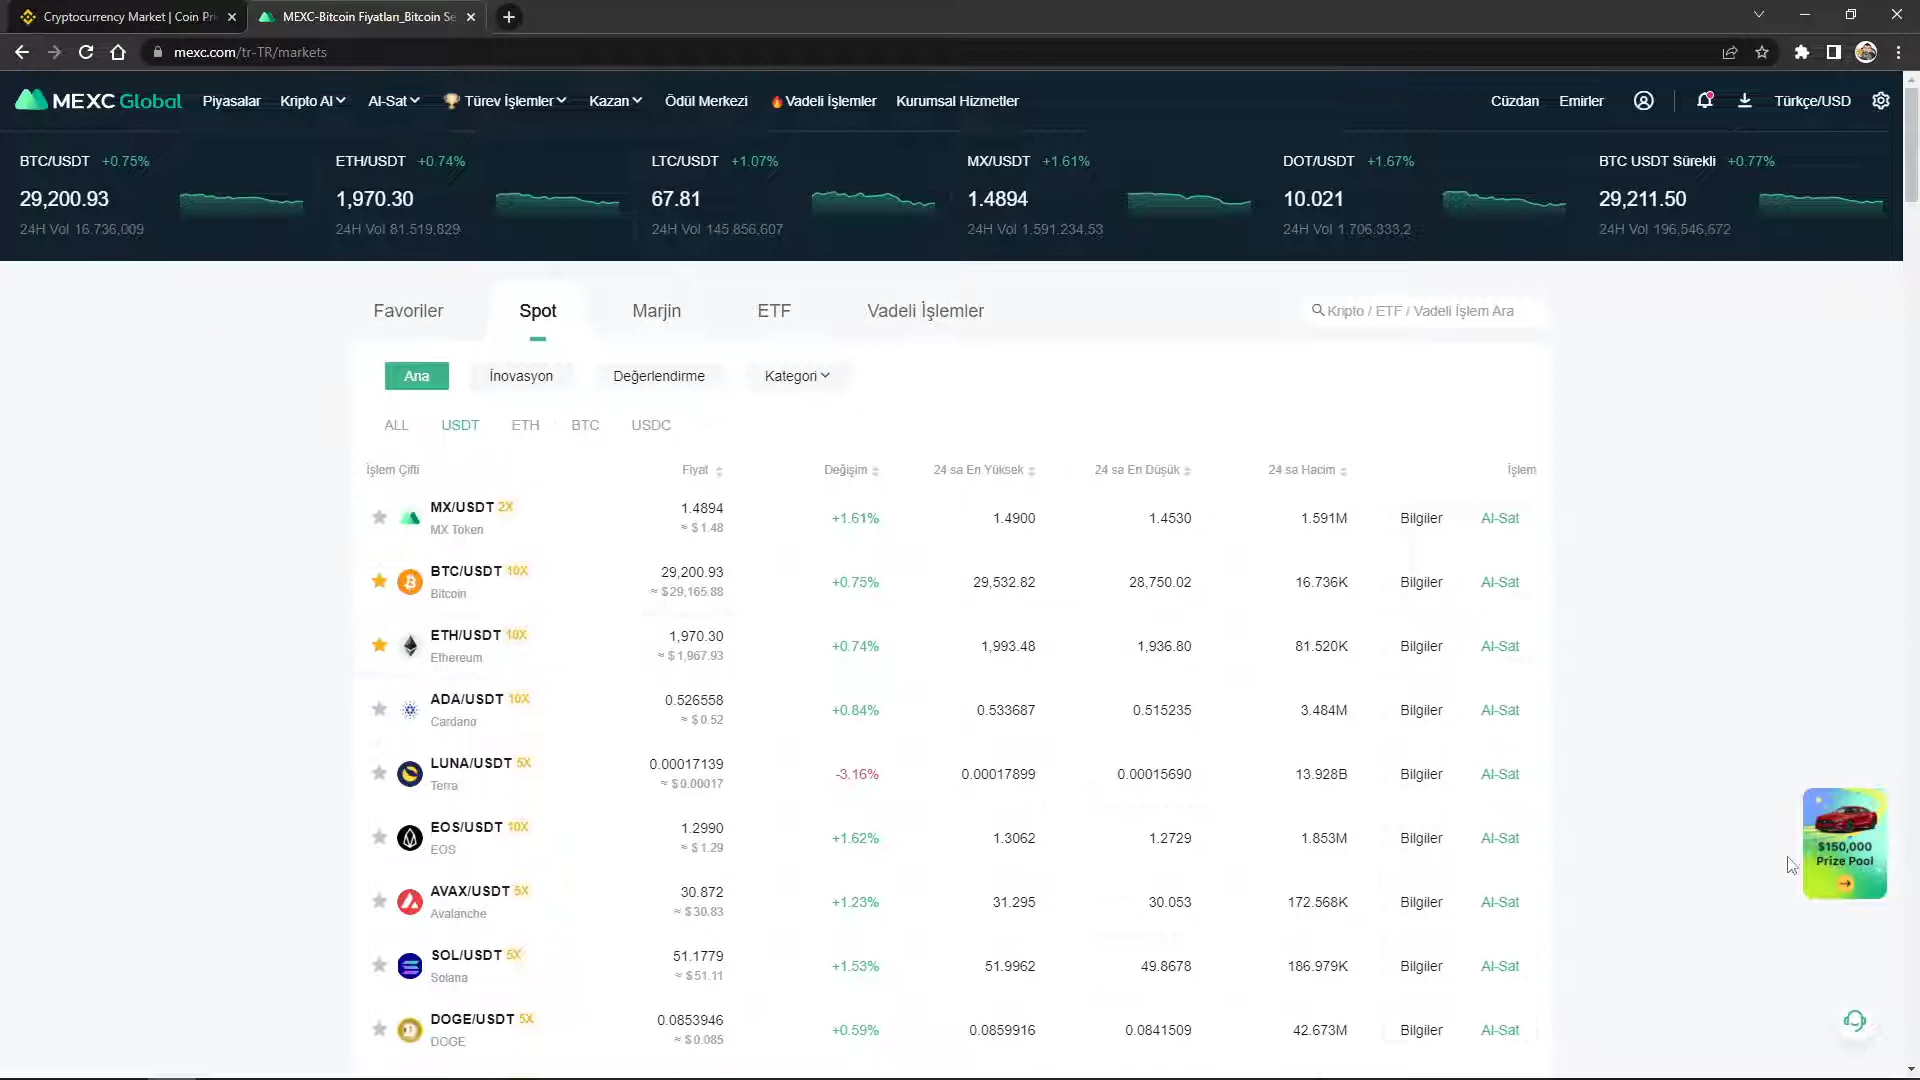 Cryptocurrency Market | Coin Pri
MEXC-Bitcoin Fiyatları_Bitcoin Se
mexc.com/tr-TR/markets
MEXC Global Piyasalar Kripto Al Al-Sat Türev İşlemler Kazan Ödül Merkezi Vadeli İşlemler Kurumsal Hizmetler Cüzdan Emirler Türkçe/USD
BTC/USDT +0.75% ETH/USDT +0.74% LTC/USDT +1.07% MX/USDT +1.61% DOT/USDT +1.67% BTC USDT Sürekli +0.77%
29,200.93 1,970.30 67.81 1.4894 10.021 29,211.50
24H Vol 16.736,009 24H Vol 81.519,829 24H Vol 145.856,607 24H Vol 1.591.234,53 24H Vol 1.706.333,2 24H Vol 196,546,672
Favoriler Spot Marjin ETF Vadeli İşlemler Kripto / ETF / Vadeli İşlem Ara
Ana İnovasyon Değerlendirme Kategori
ALL USDT ETH BTC USDC
İşlem Çifti Fiyat Değişim 24 sa En Yüksek 24 sa En Düşük 24 sa Hacim İşlem
MX/USDT 2X 1.4894 +1.61% 1.4900 1.4530 1.591M Bilgiler Al-Sat
MX Token ≈ $ 1.48
BTC/USDT 10X 29,200.93 +0.75% 29,532.82 28,750.02 16.736K Bilgiler Al-Sat
Bitcoin ≈ $ 29,165.88
ETH/USDT 10X 1,970.30 +0.74% 1,993.48 1,936.80 81.520K Bilgiler Al-Sat
Ethereum ≈ $ 1,967.93
ADA/USDT 10X 0.526558 +0.84% 0.533687 0.515235 3.484M Bilgiler Al-Sat
Cardano ≈ $ 0.52
LUNA/USDT 5X 0.00017139 -3.16% 0.00017899 0.00015690 13.928B Bilgiler Al-Sat
Terra ≈ $ 0.00017
EOS/USDT 10X 1.2990 +1.62% 1.3062 1.2729 1.853M Bilgiler Al-Sat
EOS ≈ $ 1.29
$150,000
Prize Pool
AVAX/USDT 5X 30.872 +1.23% 31.295 30.053 172.568K Bilgiler Al-Sat
Avalanche ≈ $ 30.83
SOL/USDT 5X 51.1779 +1.53% 51.9962 49.8678 186.979K Bilgiler Al-Sat
Solana ≈ $ 51.11
DOGE/USDT 5X 0.0853946 +0.59% 0.0859916 0.0841509 42.673M Bilgiler Al-Sat
DOGE ≈ $ 0.085